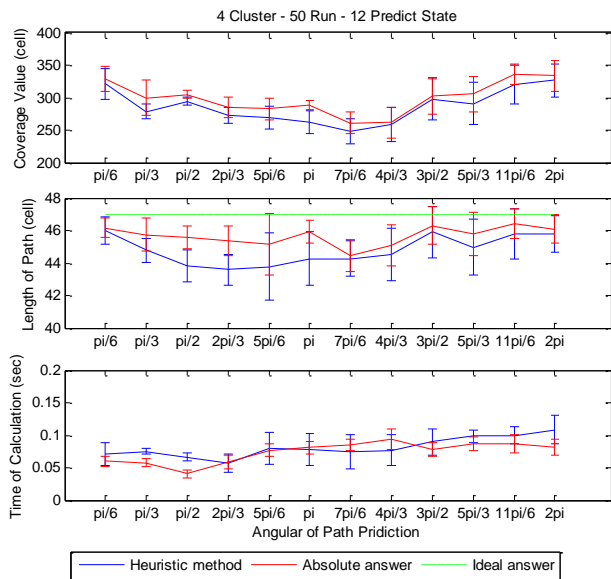 4 Cluster - 50 Run - 12 Predict State
Coverage Value (cell)
400
350
300
250
200
pi/6 pi/3 pi/2 2pi/3 5pi/6 pi 7pi/6 4pi/3 3pi/2 5pi/3 11pi/6 2pi
Length of Path (cell)
48
46
44
42
40
pi/6 pi/3 pi/2 2pi/3 5pi/6 pi 7pi/6 4pi/3 3pi/2 5pi/3 11pi/6 2pi
Time of Calculation (sec)
0.2
0.15
0.1
0.05
0
pi/6 pi/3 pi/2 2pi/3 5pi/6 pi 7pi/6 4pi/3 3pi/2 5pi/3 11pi/6 2pi
Angular of Path Pridiction
Heuristic method Absolute answer Ideal answer